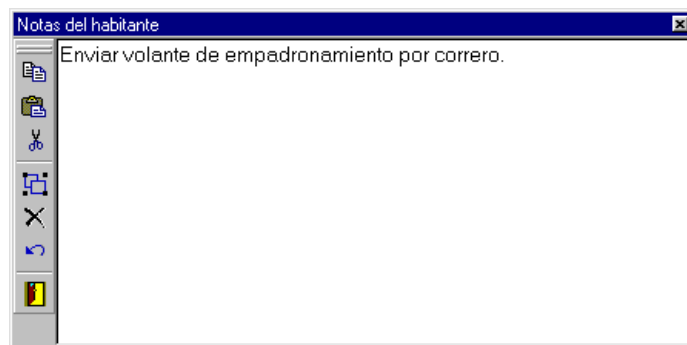 Notas del habitante
Enviar volante de empadronamiento por correro.